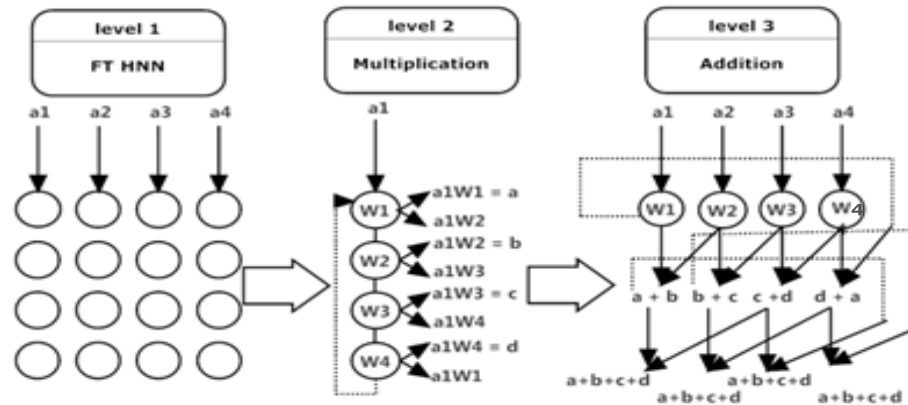 level 1
FT HNN
a1 a2 a3 a4
level 2
Multiplication
a1
W1
a1W1 = a
a1W2
W2
a1W2 = b
a1W3
W3
a1W3 = c
a1W4
W4
a1W4 = d
a1W1
level 3
Addition
a1 a2 a3 a4
W1 W2 W3 W4
a + b b + c c+d d + a
a+b+c+d a+b+c+d
a+b+c+d a+b+c+d